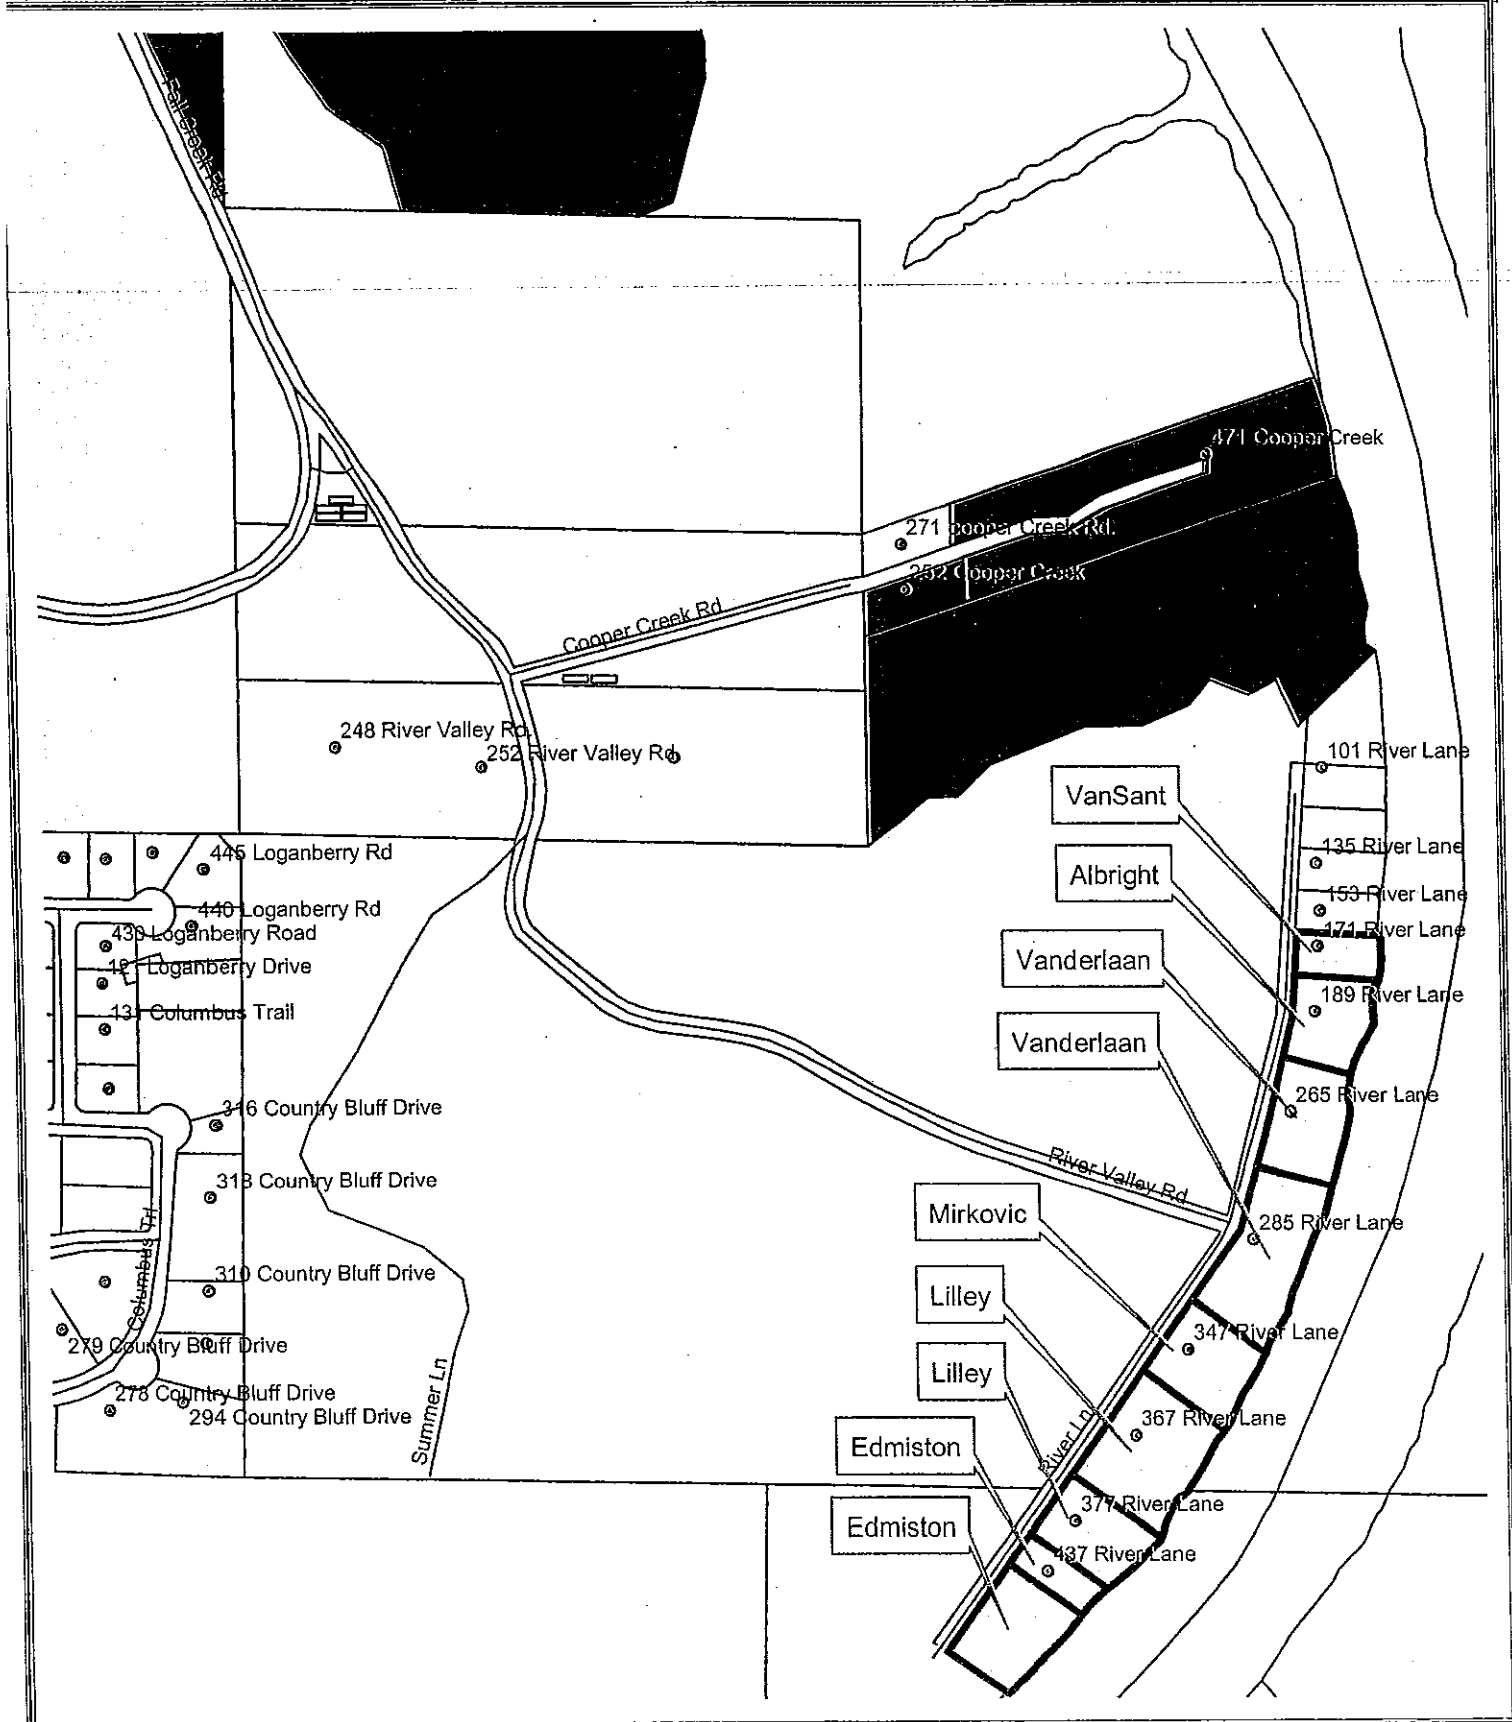 Fall Creek Rd
471 Cooper Creek
271 cooper Creek Rd.
252 Cooper Creek
Cooper Creek Rd
248 River Valley Rd.
252 River Valley Rd
101 River Lane
VanSant
135 River Lane
445 Loganberry Rd
Albright
153 River Lane
440 Loganberry Rd
171 River Lane
430 Loganberry Road
Vanderlaan
Loganberry Drive
189 River Lane
131 Columbus Trail
Vanderlaan
265 River Lane
316 Country Bluff Drive
River Valley Rd
313 Country Bluff Drive
Mirkovic
285 River Lane
Columbus Trl
310 Country Bluff Drive
Lilley
347 River Lane
279 Country Bluff Drive
Lilley
278 Country Bluff Drive
294 Country Bluff Drive
Summer Ln
367 River Lane
River Ln
Edmiston
377 River Lane
Edmiston
437 River Lane